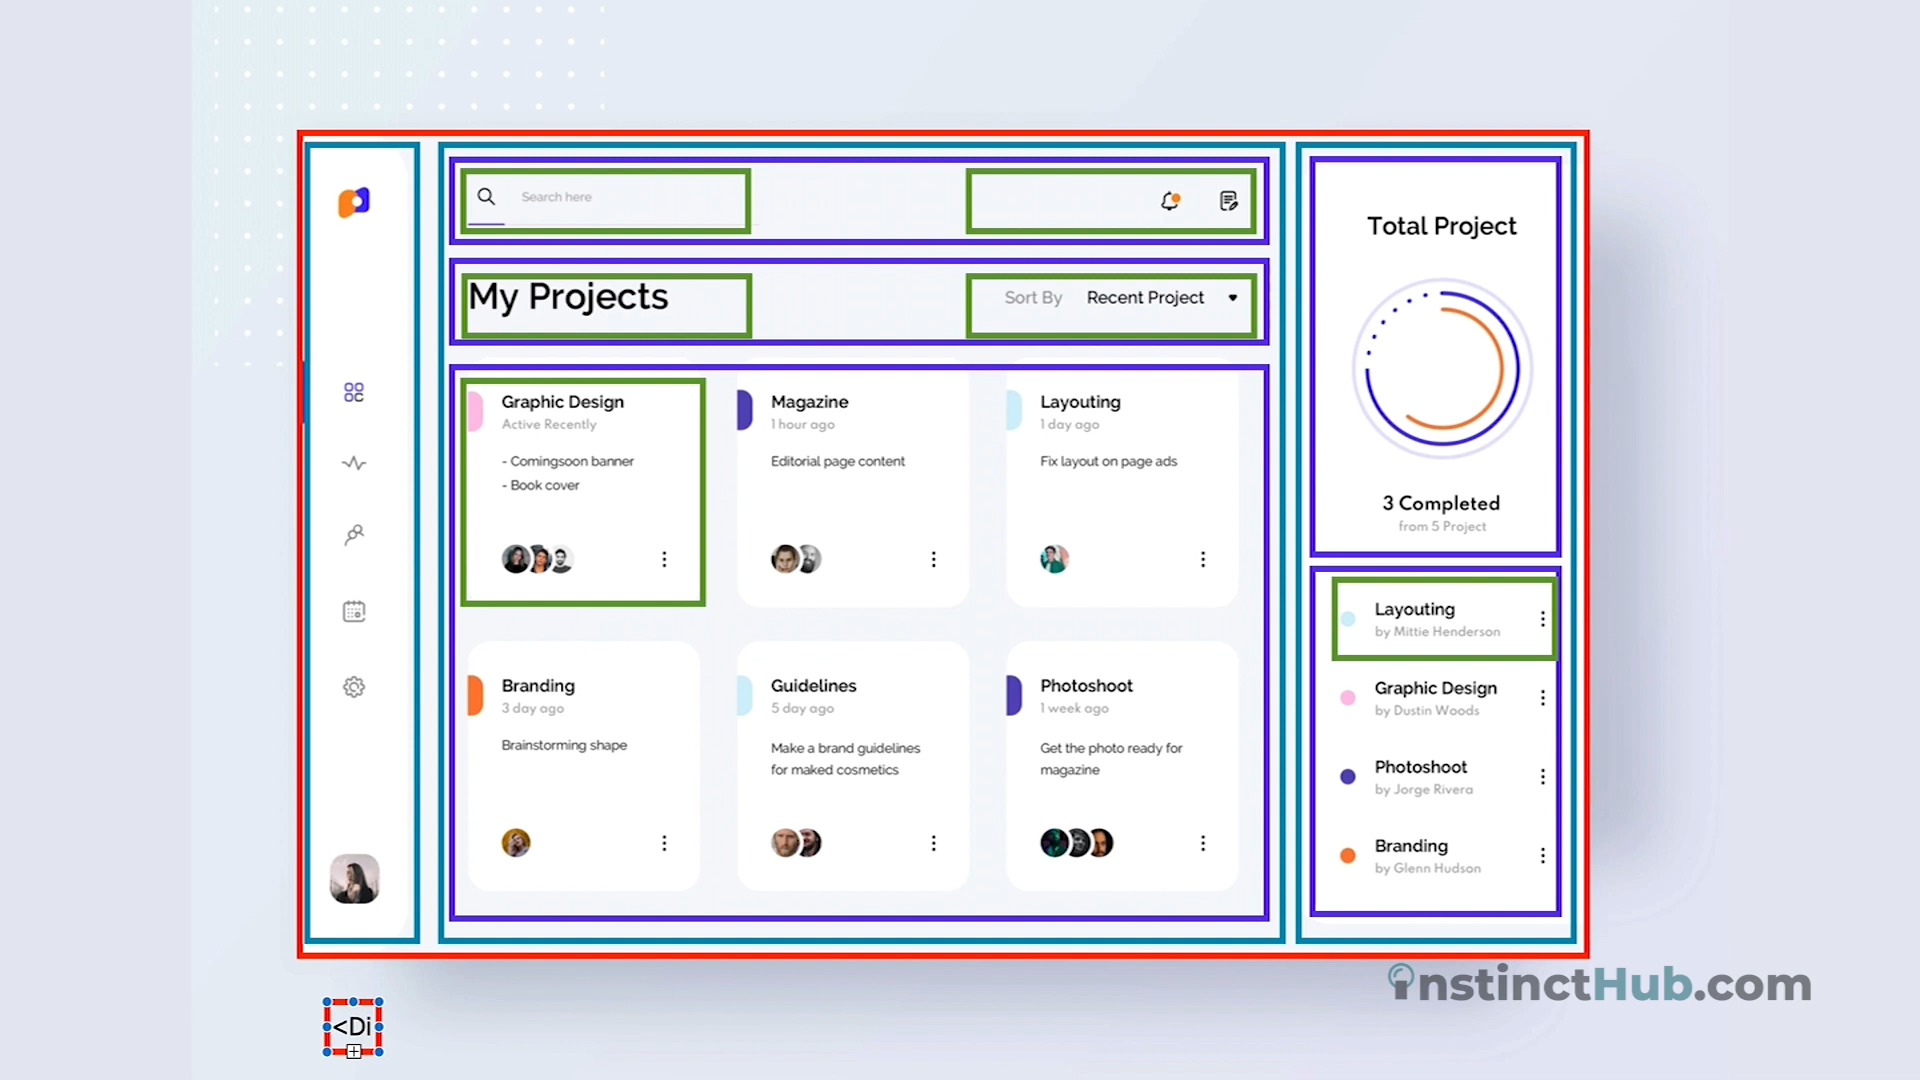 Search here
My Projects
Sort By Recent Project
Graphic Design
Active Recently
- Comingsoon banner
- Book cover
Magazine
1 hour ago
Editorial page content
Layouting
1 day ago
Fix layout on page ads
Branding
3 day ago
Brainstorming shape
Guidelines
5 day ago
Make a brand guidelines
for maked cosmetics
Photoshoot
1 week ago
Get the photo ready for
magazine
Total Project
3 Completed
from 5 Project
Layouting
by Mittie Henderson
Graphic Design
by Dustin Woods
Photoshoot
by Jorge Rivera
Branding
by Glenn Hudson
instinctHub.com
<Di